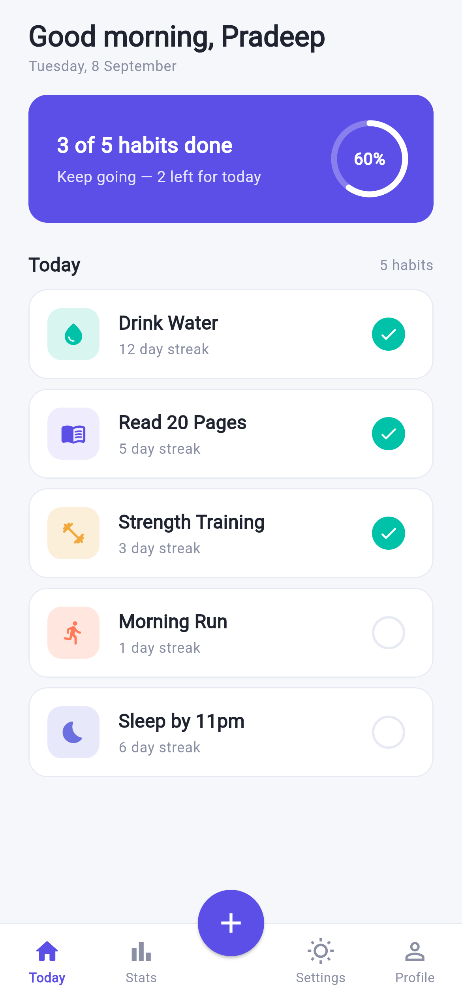 Good morning, Pradeep
Tuesday, 8 September
3 of 5 habits done
Keep going — 2 left for today
60%
Today
5 habits
Drink Water
12 day streak
Read 20 Pages
5 day streak
Strength Training
3 day streak
Morning Run
1 day streak
Sleep by 11pm
6 day streak
Today
Stats
Settings
Profile